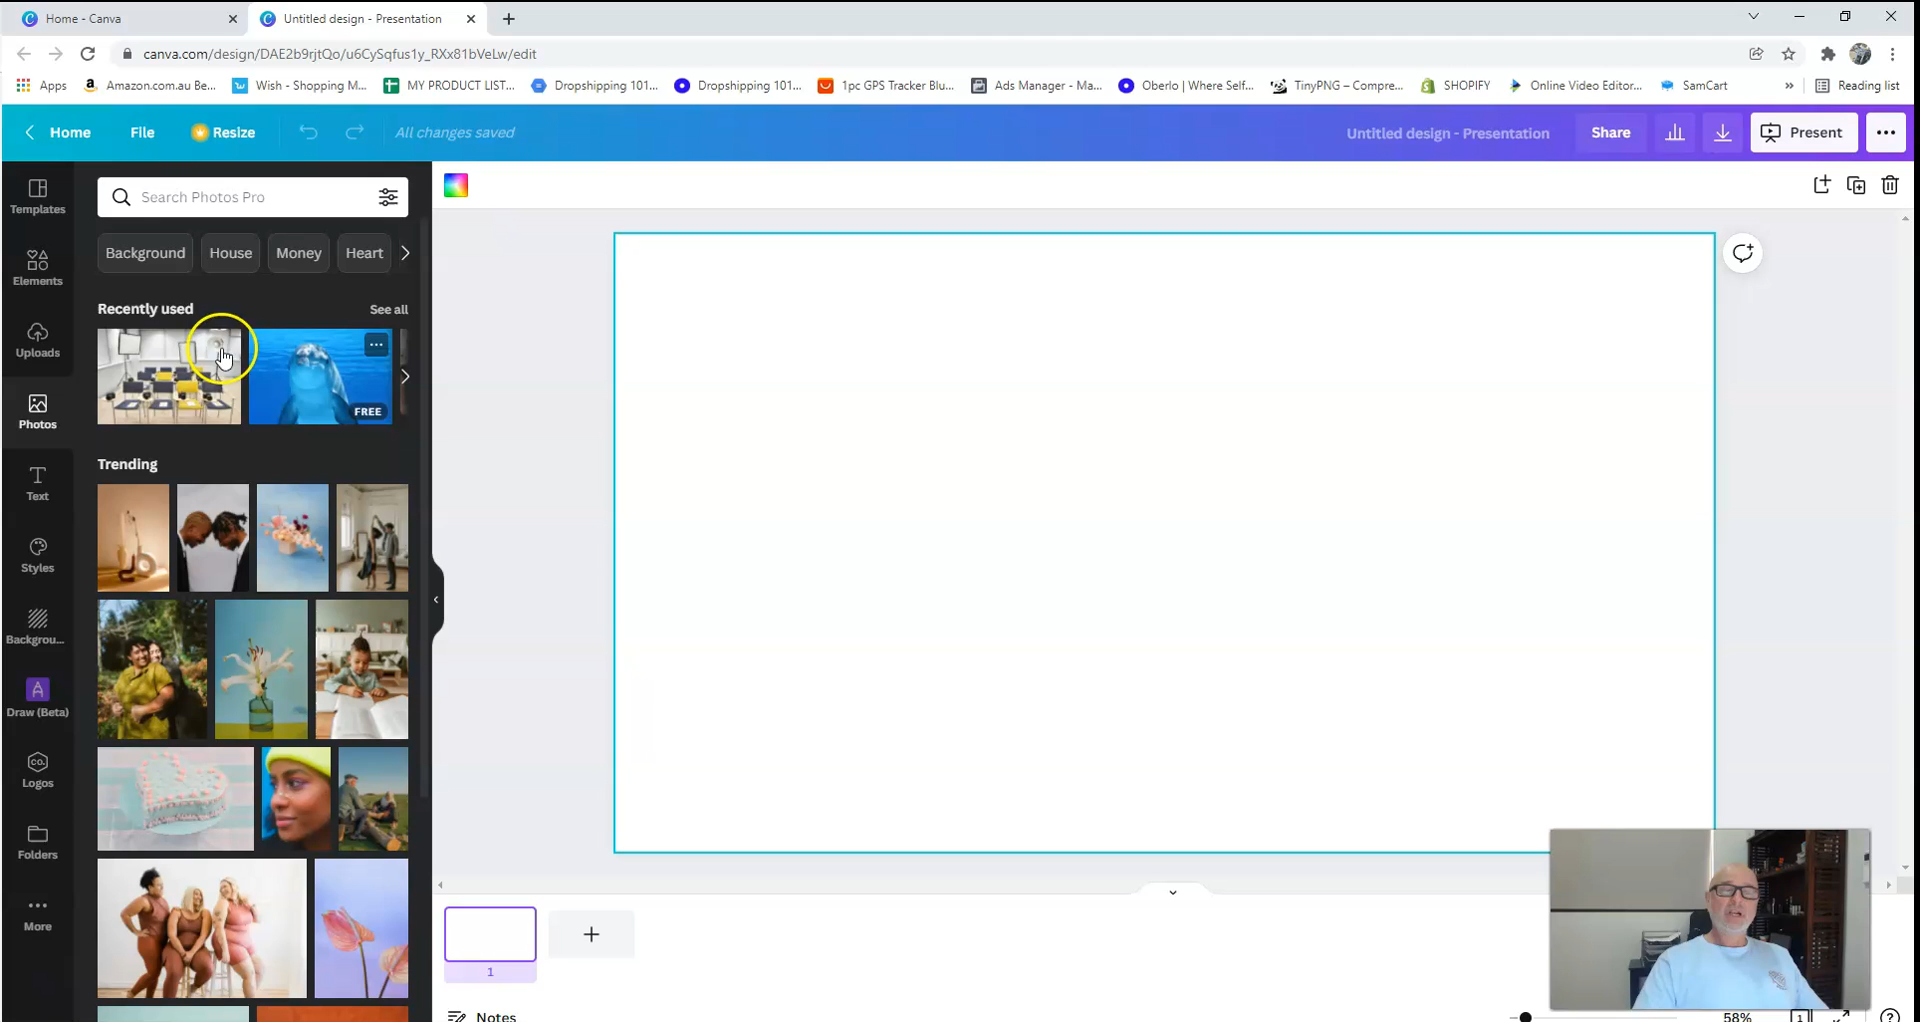 Home - Canva
Untitled design - Presentation
canva.com/design/DAE2b9rjtQo/u6CySqfus1y_RXx81bVeLw/edit
Apps
Amazon.com.au Be...
Wish - Shopping M...
MY PRODUCT LIST...
Dropshipping 101...
Dropshipping 101...
1pc GPS Tracker Blu...
Ads Manager - Ma...
Oberlo | Where Self...
TinyPNG – Compre...
SHOPIFY
Online Video Editor...
SamCart
»
Reading list
Home
File
Resize
All changes saved
Untitled design - Presentation
Share
Present
Templates
Elements
Uploads
Photos
Text
Styles
Backgrou...
Draw (Beta)
CO.
Logos
Folders
More
Search Photos Pro
Background
House
Money
Heart
Recently used
See all
FREE
Trending
1
Notes
58%
1